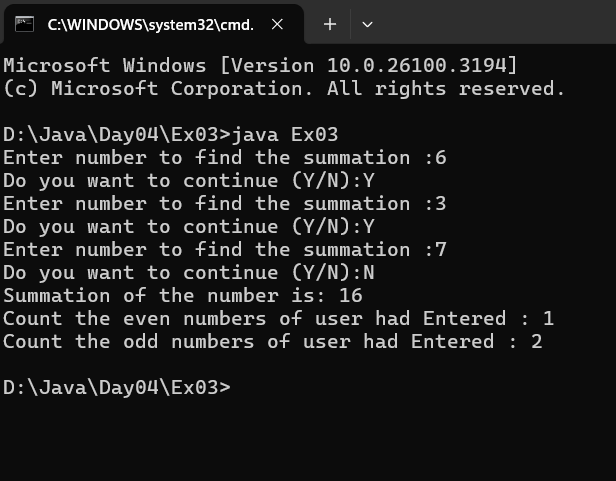 C:\WINDOWS\system32\cmd.
Microsoft Windows [Version 10.0.26100.3194]
(c) Microsoft Corporation. All rights reserved.
D:\Java\Day04\Ex03>java Ex03
Enter number to find the summation :6
Do you want to continue (Y/N):Y
Enter number to find the summation :3
Do you want to continue (Y/N):Y
Enter number to find the summation :7
Do you want to continue (Y/N):N
Summation of the number is: 16
Count the even numbers of user had Entered : 1
Count the odd numbers of user had Entered : 2
D:\Java\Day04\Ex03>